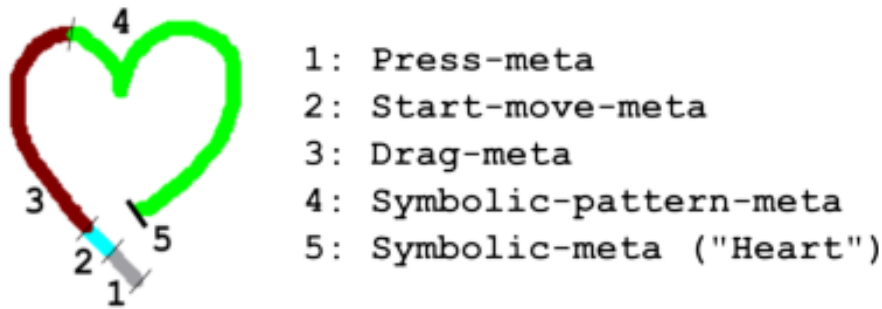 4
3
5
2
1
1: Press-meta
2: Start-move-meta
3: Drag-meta
4: Symbolic-pattern-meta
5: Symbolic-meta ("Heart")